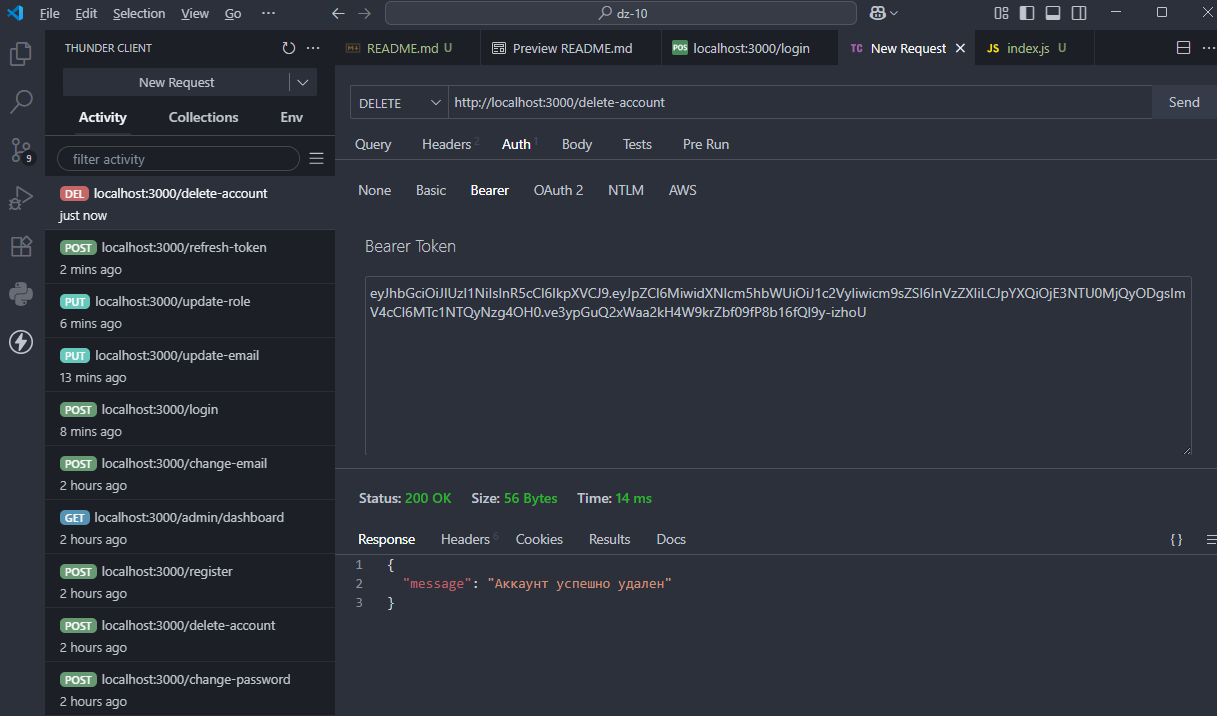 File Edit Selection View Go ··· dz-10
THUNDER CLIENT
README.md U Preview README.md POS localhost:3000/login TC New Request JS index.js U
New Request
Activity Collections Env
filter activity
DEL localhost:3000/delete-account
just now
POST localhost:3000/refresh-token
2 mins ago
PUT localhost:3000/update-role
6 mins ago
PUT localhost:3000/update-email
13 mins ago
POST localhost:3000/login
8 mins ago
POST localhost:3000/change-email
2 hours ago
GET localhost:3000/admin/dashboard
2 hours ago
POST localhost:3000/register
2 hours ago
POST localhost:3000/delete-account
2 hours ago
POST localhost:3000/change-password
2 hours ago
9
DELETE http://localhost:3000/delete-account Send
Query Headers 2 Auth 1 Body Tests Pre Run
None Basic Bearer OAuth 2 NTLM AWS
Bearer Token
Status: 200 OK Size: 56 Bytes Time: 14 ms
Response Headers 6 Cookies Results Docs {}
1 {
2 "message": "Аккаунт успешно удален"
3 }